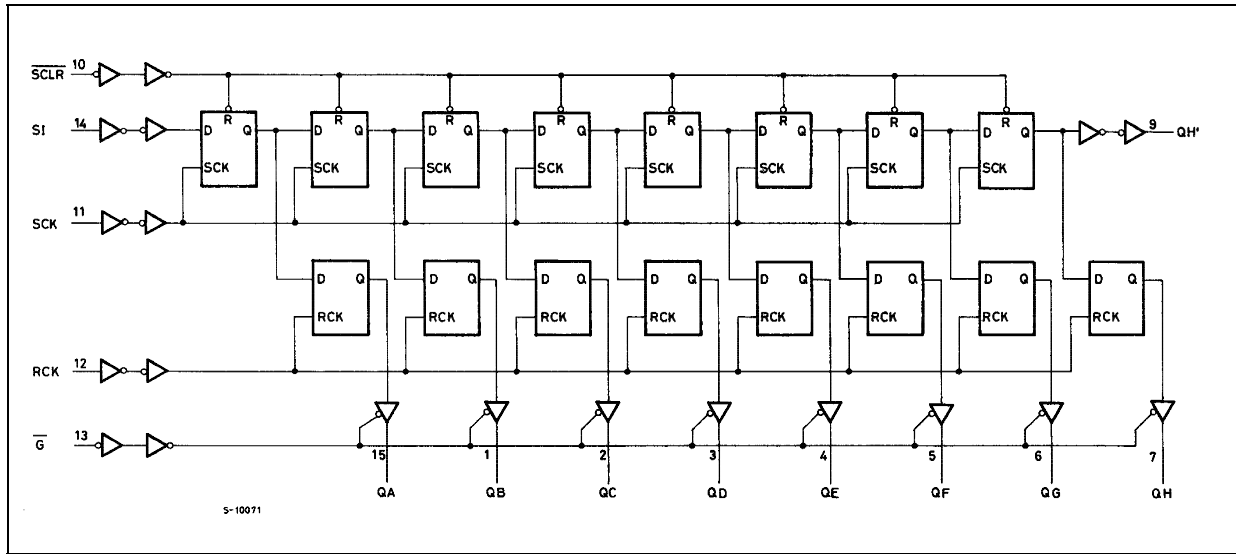 SCLR 10
R R R R R R R R
SI 14 D Q D Q D Q D Q D Q D Q D Q D Q 9 QH'
SCK SCK SCK SCK SCK SCK SCK SCK
SCK 11
D Q D Q D Q D Q D Q D Q D Q D Q
RCK RCK RCK RCK RCK RCK RCK RCK
RCK 12
G 13
15 1 2 3 4 5 6 7
QA QB QC QD QE QF QG QH
S-10071